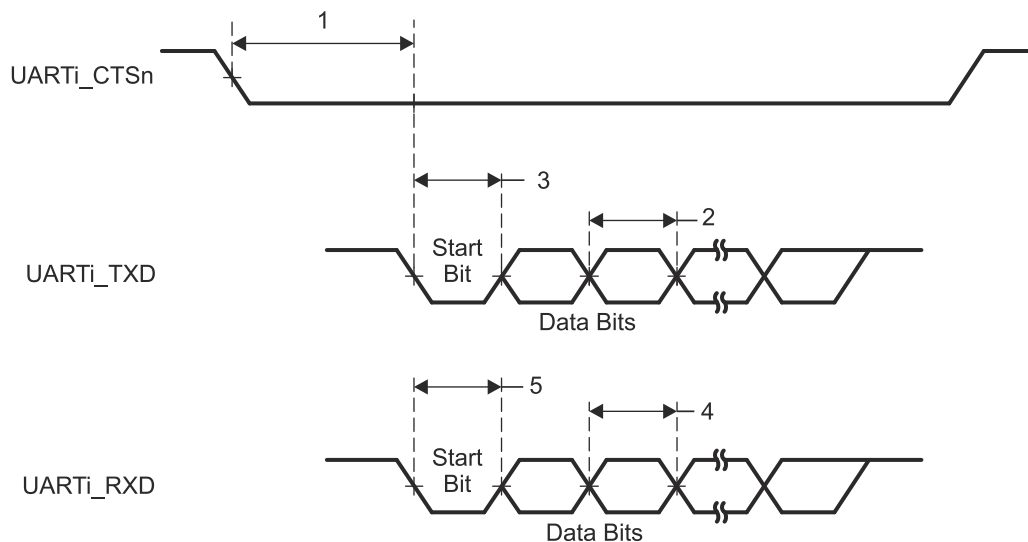 1
UARTi_CTSn
3
2
Start
Bit
UARTi_TXD
Data Bits
5
4
Start
Bit
UARTi_RXD
Data Bits